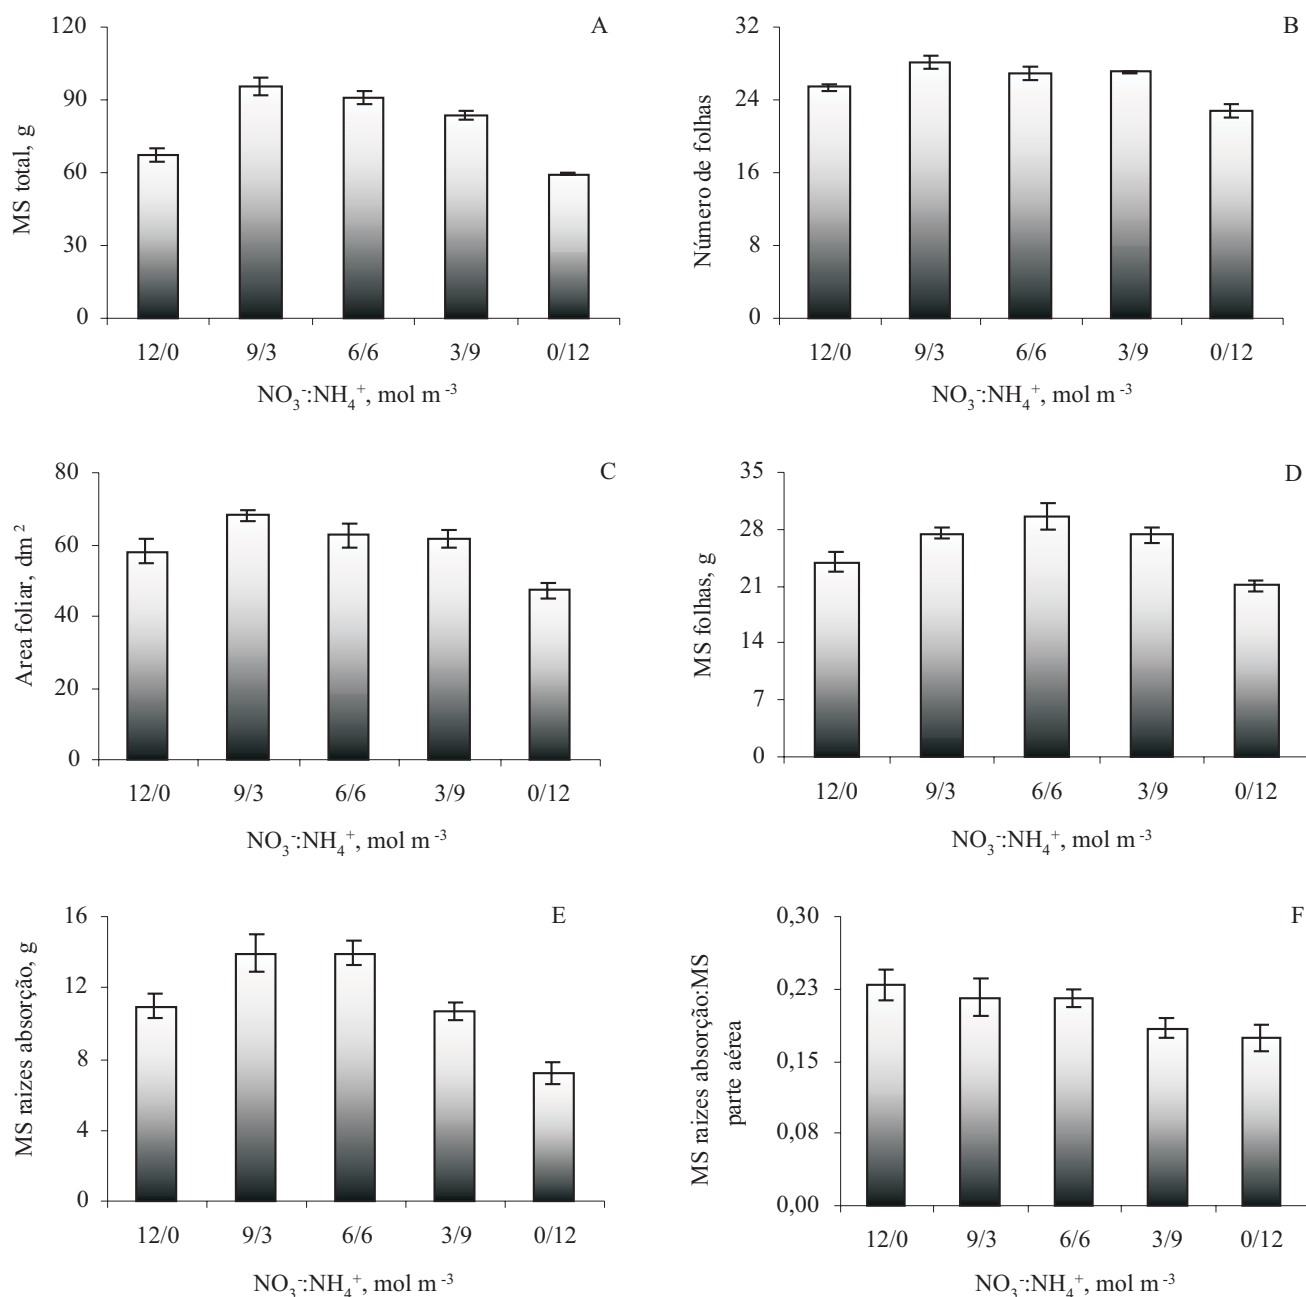 A
MS total, g
120
90
60
30
0
12/0 9/3 6/6 3/9 0/12
NO₃⁻:NH₄⁺, mol m⁻³
B
Número de folhas
32
24
16
8
0
12/0 9/3 6/6 3/9 0/12
NO₃⁻:NH₄⁺, mol m⁻³
C
Area foliar, dm²
80
60
40
20
0
12/0 9/3 6/6 3/9 0/12
NO₃⁻:NH₄⁺, mol m⁻³
D
MS folhas, g
35
28
21
14
7
0
12/0 9/3 6/6 3/9 0/12
NO₃⁻:NH₄⁺, mol m⁻³
E
MS raizes absorção, g
16
12
8
4
0
12/0 9/3 6/6 3/9 0/12
NO₃⁻:NH₄⁺, mol m⁻³
F
MS raizes absorção:MS
parte aérea
0,30
0,23
0,15
0,08
0,00
12/0 9/3 6/6 3/9 0/12
NO₃⁻:NH₄⁺, mol m⁻³